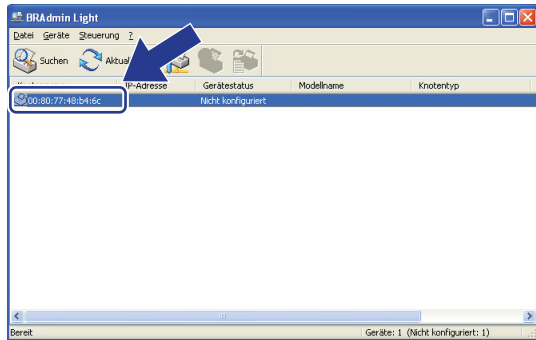 BRAdmin Light
Datei Geräte Steuerung ?
Suchen
IP-Adresse Gerätestatus Modellname Knotentyp
00:80:77:48:b4:6c Nicht konfiguriert
Bereit Geräte: 1 (Nicht konfiguriert: 1)